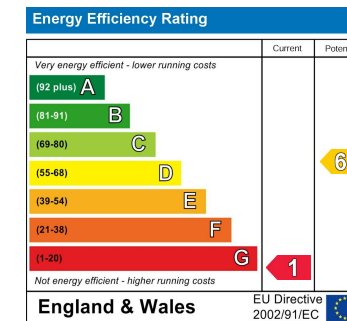 Energy Efficiency Rating
Current
Very energy efficient - lower running costs
(92 plus) A
(81-91) B
(69-80) C
(55-68) D
(39-54) E
(21-38) F
(1-20) G
1
Not energy efficient - higher running costs
England & Wales
EU Directive
2002/91/EC